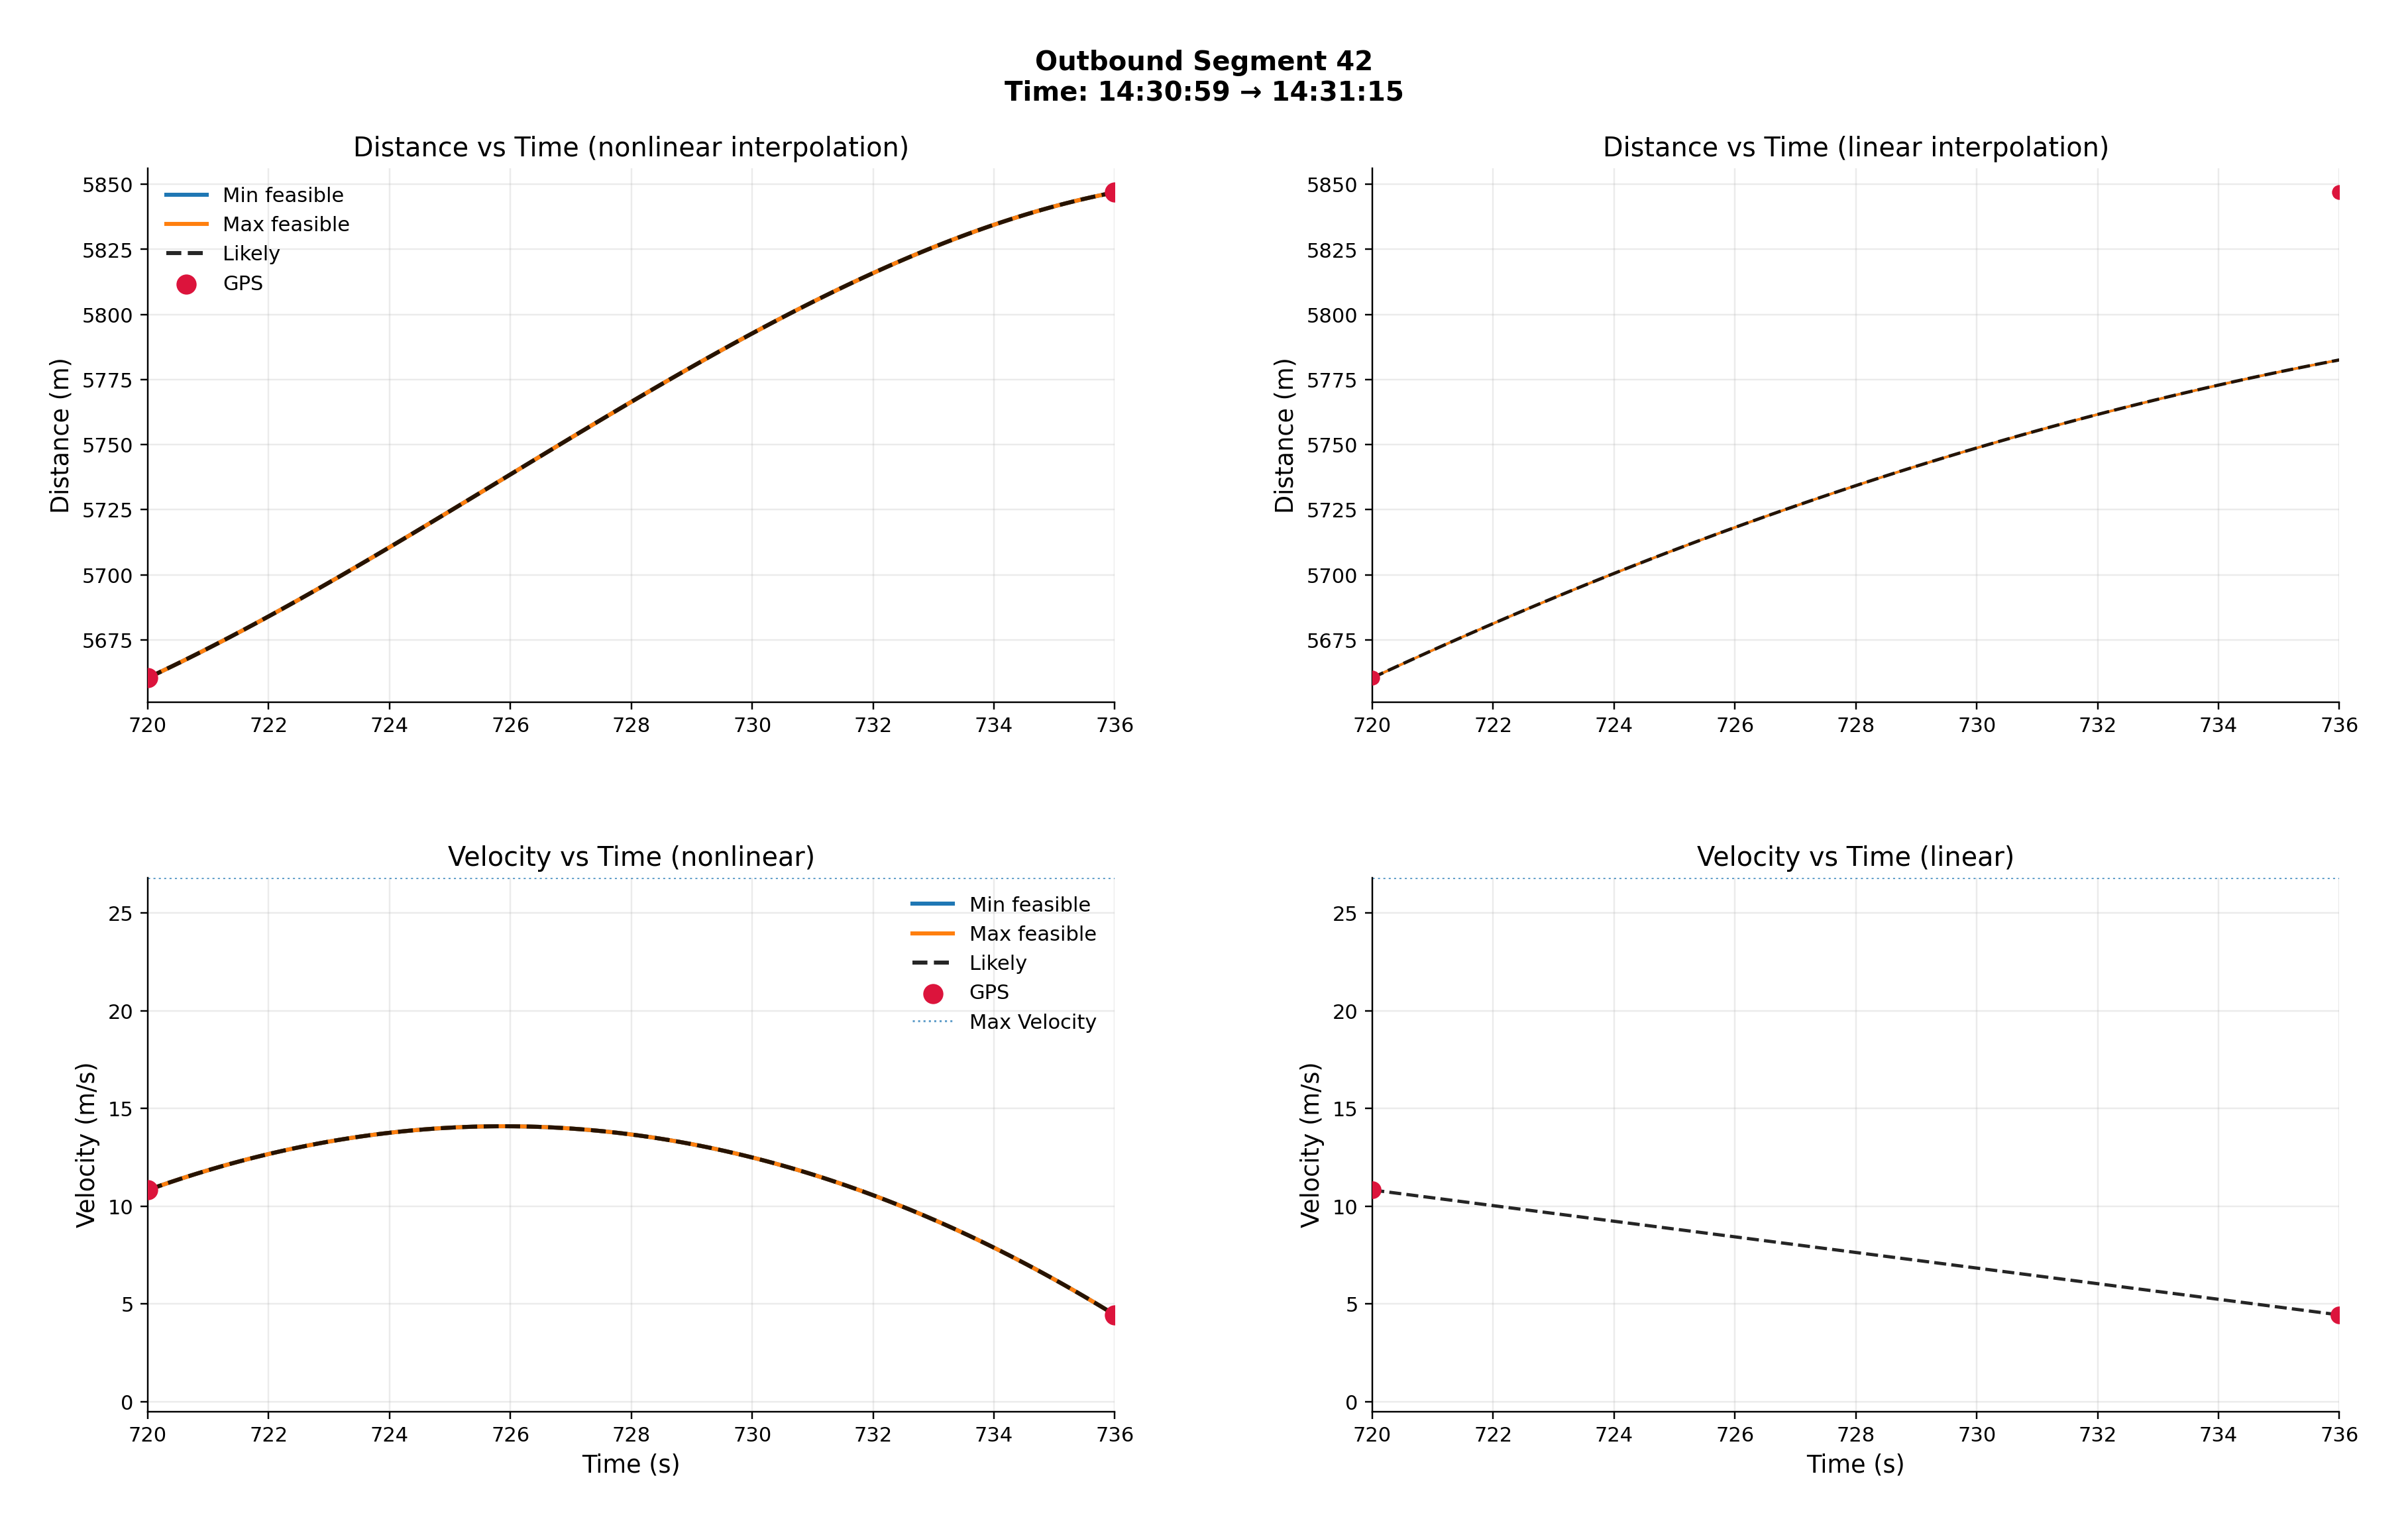 Outbound Segment 42
Time: 14:30:59 → 14:31:15
Distance vs Time (nonlinear interpolation)
Distance (m)
5850
5825
5800
5775
5750
5725
5700
5675
Min feasible
Max feasible
Likely
GPS
720 722 724 726 728 730 732 734 736
Distance vs Time (linear interpolation)
Distance (m)
5850
5825
5800
5775
5750
5725
5700
5675
720 722 724 726 728 730 732 734 736
Velocity vs Time (nonlinear)
Velocity (m/s)
25
20
15
10
5
0
Min feasible
Max feasible
Likely
GPS
Max Velocity
720 722 724 726 728 730 732 734 736
Time (s)
Velocity vs Time (linear)
Velocity (m/s)
25
20
15
10
5
0
720 722 724 726 728 730 732 734 736
Time (s)